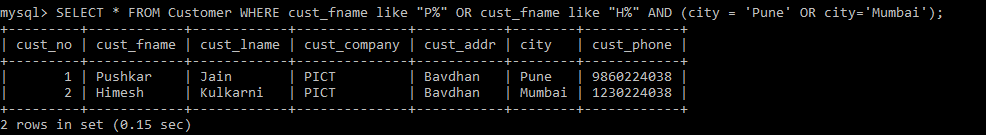 mysql> SELECT * FROM Customer WHERE cust_fname like "P%" OR cust_fname like "H%" AND (city = 'Pune' OR city='Mumbai');
+---------+------------+------------+--------------+-----------+--------+------------+
| cust_no | cust_fname | cust_lname | cust_company | cust_addr | city   | cust_phone |
+---------+------------+------------+--------------+-----------+--------+------------+
|       1 | Pushkar    | Jain       | PICT         | Bavdhan   | Pune   | 9860224038 |
|       2 | Himesh     | Kulkarni   | PICT         | Bavdhan   | Mumbai | 1230224038 |
+---------+------------+------------+--------------+-----------+--------+------------+
2 rows in set (0.15 sec)